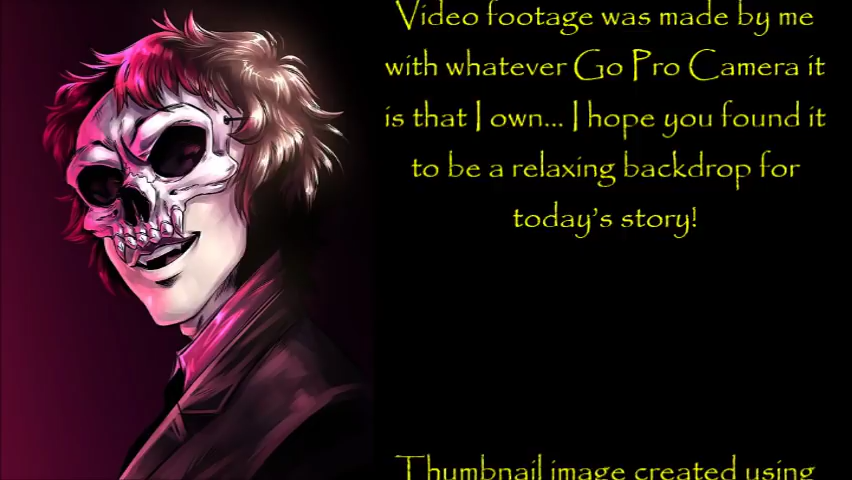 Video footage was made by me
with whatever Go Pro Camera it
is that I own... I hope you found it
to be a relaxing backdrop for
today's story!
Thumbnail image created using